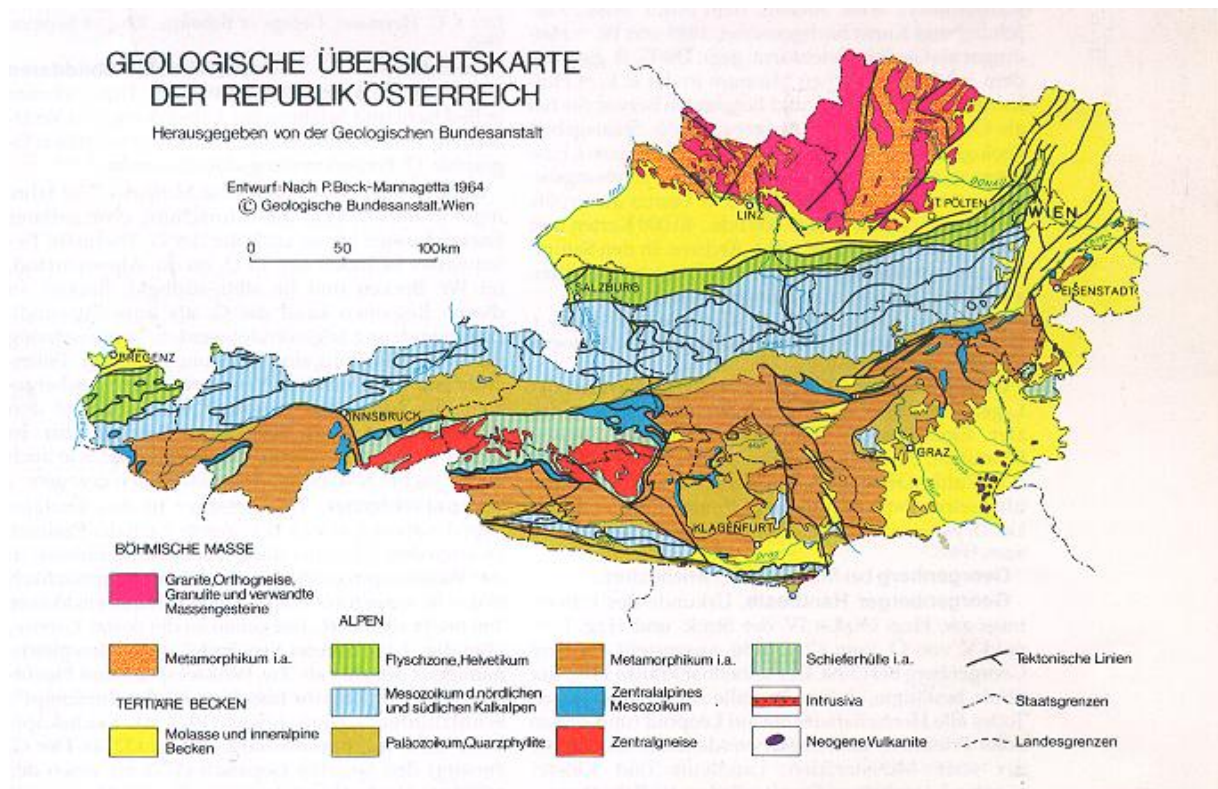 GEOLOGISCHE ÜBERSICHTSKARTE
DER REPUBLIK ÖSTERREICH
Herausgegeben von der Geologischen Bundesanstalt
Entwurf: Nach P.Beck-Mannagetta 1964
© Geologische Bundesanstalt, Wien
0 50 100km
DONAU
LINZ
ST. PÖLTEN
WIEN
SALZBURG
EISENSTADT
BREGENZ
INNSBRUCK
GRAZ
KLAGENFURT
BÖHMISCHE MASSE
Granite, Orthogneise,
Granulite und verwandte
Massengesteine
Metamorphikum i.a.
TERTIÄRE BECKEN
Molasse und inneralpine
Becken
ALPEN
Flyschzone, Helvetikum
Mesozoikum d. nördlichen
und südlichen Kalkalpen
Paläozoikum, Quarzphyllite
Metamorphikum i.a.
Zentralalpines
Mesozoikum
Zentralgneise
Schieferhülle i.a.
Intrusiva
Neogene Vulkanite
Tektonische Linien
Staatsgrenzen
Landesgrenzen